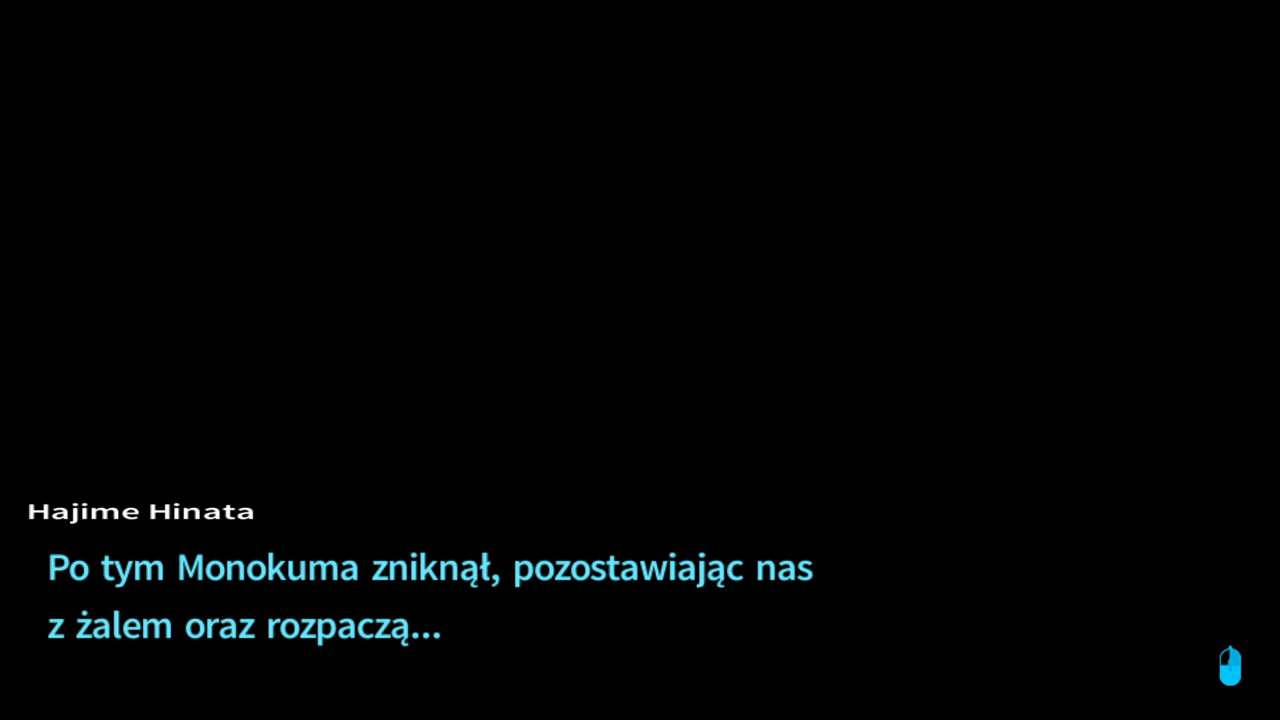 Hajime Hinata
Po tym Monokuma zniknął, pozostawiając nas
z żalem oraz rozpaczą...